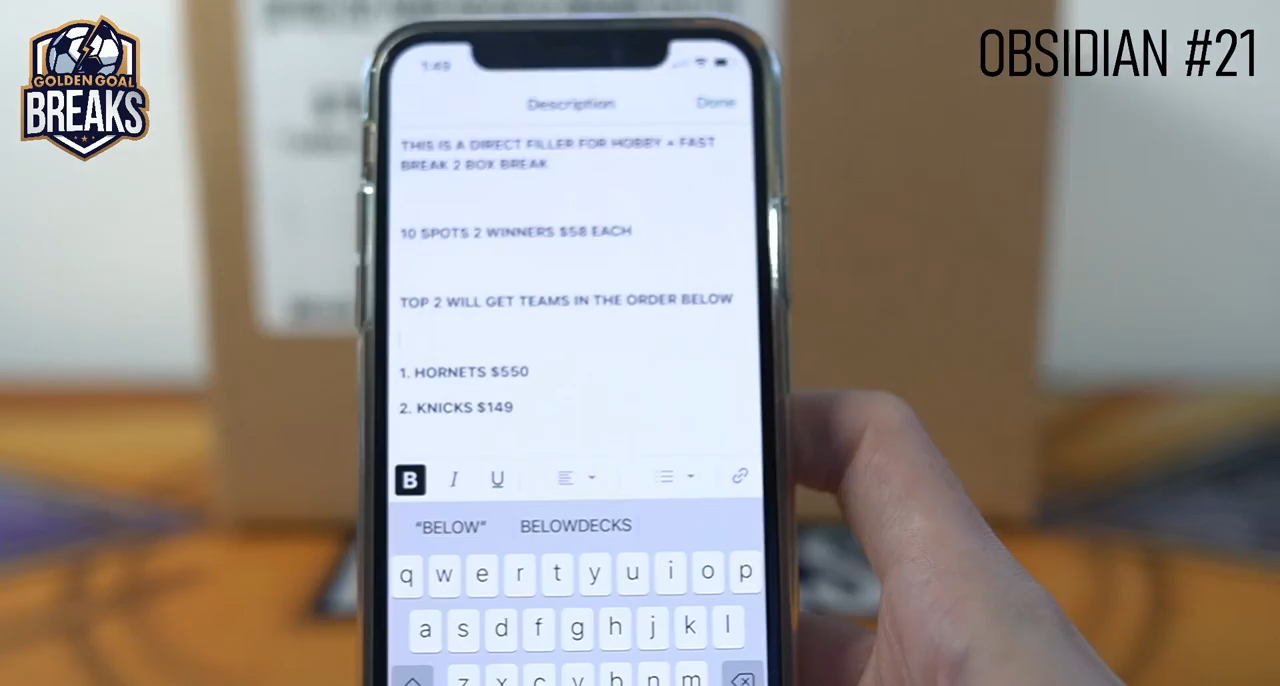 GOLDEN GOAL
BREAKS
OBSIDIAN #21
1:49
Description
Done
THIS IS A DIRECT FILLER FOR HOBBY + FAST
BREAK 2 BOX BREAK
10 SPOTS 2 WINNERS $58 EACH
TOP 2 WILL GET TEAMS IN THE ORDER BELOW
1. HORNETS $550
2. KNICKS $149
B I U
"BELOW" BELOWDECKS
q w e r t y u i o p
a s d f g h j k l
z x c v b n m